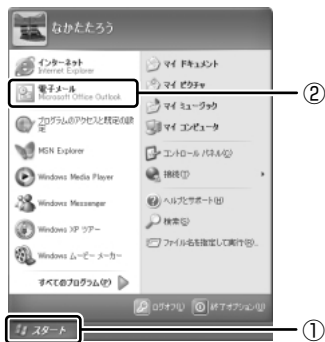 なかたたろう
インターネット
Internet Explorer
電子メール
Microsoft Office Outlook
プログラムのアクセスと既定の設定
MSN Explorer
Windows Media Player
Windows Messenger
Windows XP ツアー
Windows ムービー メーカー
すべてのプログラム(P)
マイ ドキュメント
マイ ピクチャ
マイ ミュージック
マイ コンピュータ
コントロール パネル(C)
接続(T)
ヘルプとサポート(H)
検索(S)
ファイル名を指定して実行(R)...
ログオフ(L)
終了オプション(U)
スタート
②
①